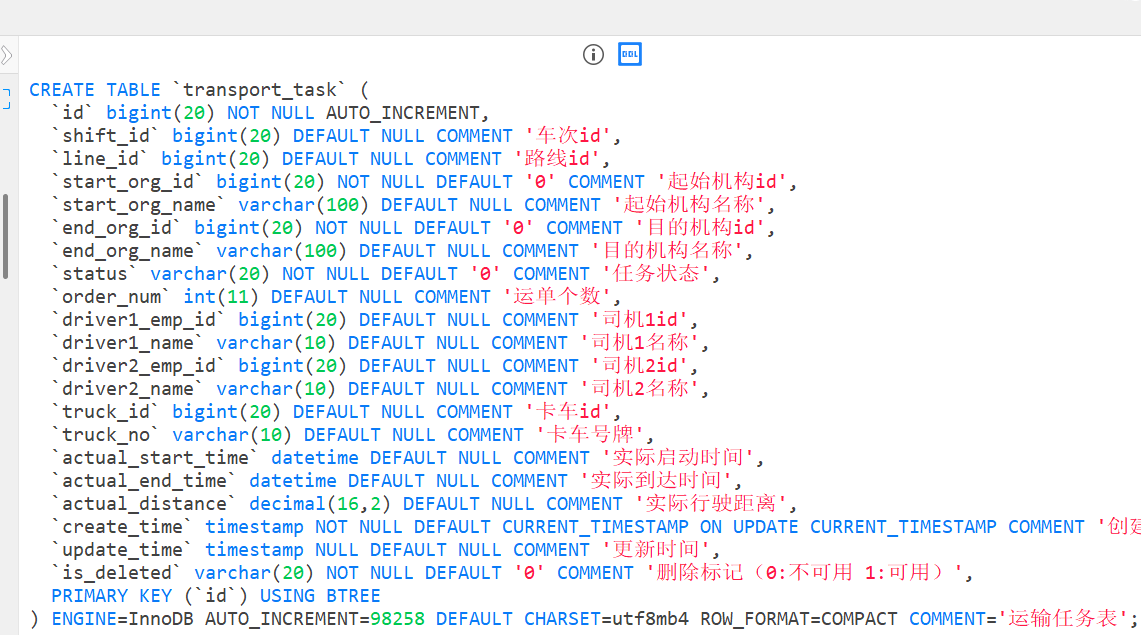 DDL
CREATE TABLE `transport_task` (
`id` bigint(20) NOT NULL AUTO_INCREMENT,
`shift_id` bigint(20) DEFAULT NULL COMMENT '车次id',
`line_id` bigint(20) DEFAULT NULL COMMENT '路线id',
`start_org_id` bigint(20) NOT NULL DEFAULT '0' COMMENT '起始机构id',
`start_org_name` varchar(100) DEFAULT NULL COMMENT '起始机构名称',
`end_org_id` bigint(20) NOT NULL DEFAULT '0' COMMENT '目的机构id',
`end_org_name` varchar(100) DEFAULT NULL COMMENT '目的机构名称',
`status` varchar(20) NOT NULL DEFAULT '0' COMMENT '任务状态',
`order_num` int(11) DEFAULT NULL COMMENT '运单个数',
`driver1_emp_id` bigint(20) DEFAULT NULL COMMENT '司机1id',
`driver1_name` varchar(10) DEFAULT NULL COMMENT '司机1名称',
`driver2_emp_id` bigint(20) DEFAULT NULL COMMENT '司机2id',
`driver2_name` varchar(10) DEFAULT NULL COMMENT '司机2名称',
`truck_id` bigint(20) DEFAULT NULL COMMENT '卡车id',
`truck_no` varchar(10) DEFAULT NULL COMMENT '卡车号牌',
`actual_start_time` datetime DEFAULT NULL COMMENT '实际启动时间',
`actual_end_time` datetime DEFAULT NULL COMMENT '实际到达时间',
`actual_distance` decimal(16,2) DEFAULT NULL COMMENT '实际行驶距离',
`create_time` timestamp NOT NULL DEFAULT CURRENT_TIMESTAMP ON UPDATE CURRENT_TIMESTAMP COMMENT '创建
`update_time` timestamp NULL DEFAULT NULL COMMENT '更新时间',
`is_deleted` varchar(20) NOT NULL DEFAULT '0' COMMENT '删除标记（0:不可用 1:可用）',
PRIMARY KEY (`id`) USING BTREE
) ENGINE=InnoDB AUTO_INCREMENT=98258 DEFAULT CHARSET=utf8mb4 ROW_FORMAT=COMPACT COMMENT='运输任务表';